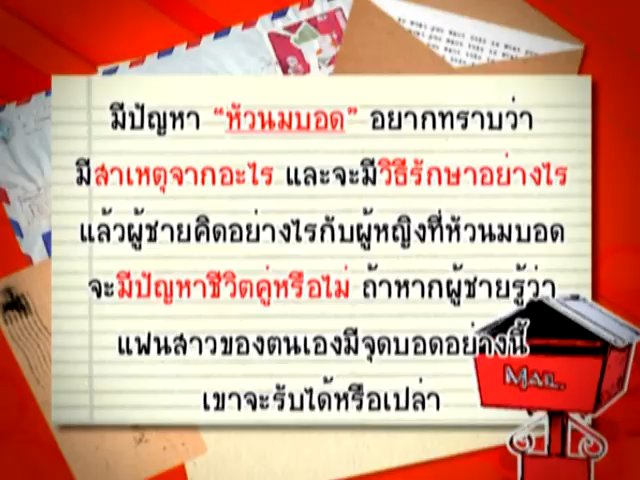 มีปัญหา “หัวนมบอด” อยากทราบว่า
มีสาเหตุจากอะไร และจะมีวิธีรักษาอย่างไร
แล้วผู้ชายคิดอย่างไรกับผู้หญิงที่หัวนมบอด
จะมีปัญหาชีวิตคู่หรือไม่ ถ้าหากผู้ชายรู้ว่า
แฟนสาวของตนเองมีจุดบอดอย่างนี้
เขาจะรับได้หรือเปล่า
MAIL.